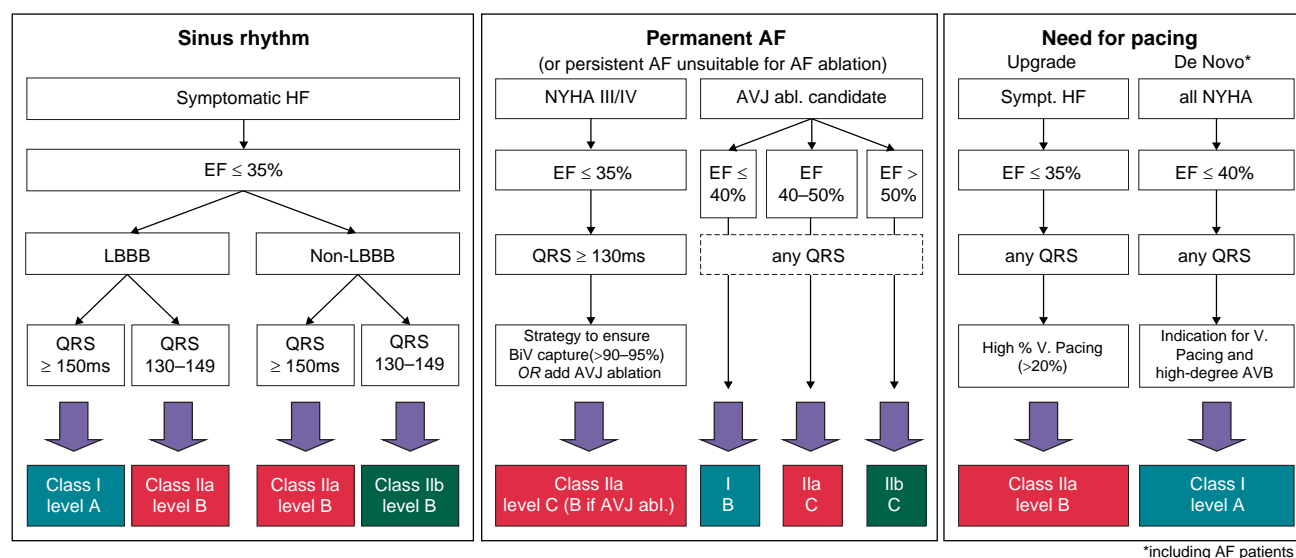 Sinus rhythm
Symptomatic HF
EF ≤ 35%
LBBB
Non-LBBB
QRS
≥ 150ms
QRS
130–149
QRS
≥ 150ms
QRS
130–149
Class I
level A
Class IIa
level B
Class IIa
level B
Class IIb
level B
Permanent AF
(or persistent AF unsuitable for AF ablation)
NYHA III/IV
AVJ abl. candidate
EF ≤ 35%
EF ≤
40%
EF
40–50%
EF >
50%
QRS ≥ 130ms
any QRS
Strategy to ensure
BiV capture(>90–95%)
OR add AVJ ablation
Class IIa
level C (B if AVJ abl.)
I
B
IIa
C
IIb
C
Need for pacing
Upgrade
De Novo*
Sympt. HF
all NYHA
EF ≤ 35%
EF ≤ 40%
any QRS
any QRS
High % V. Pacing
(>20%)
Indication for V.
Pacing and
high-degree AVB
Class IIa
level B
Class I
level A
*including AF patients